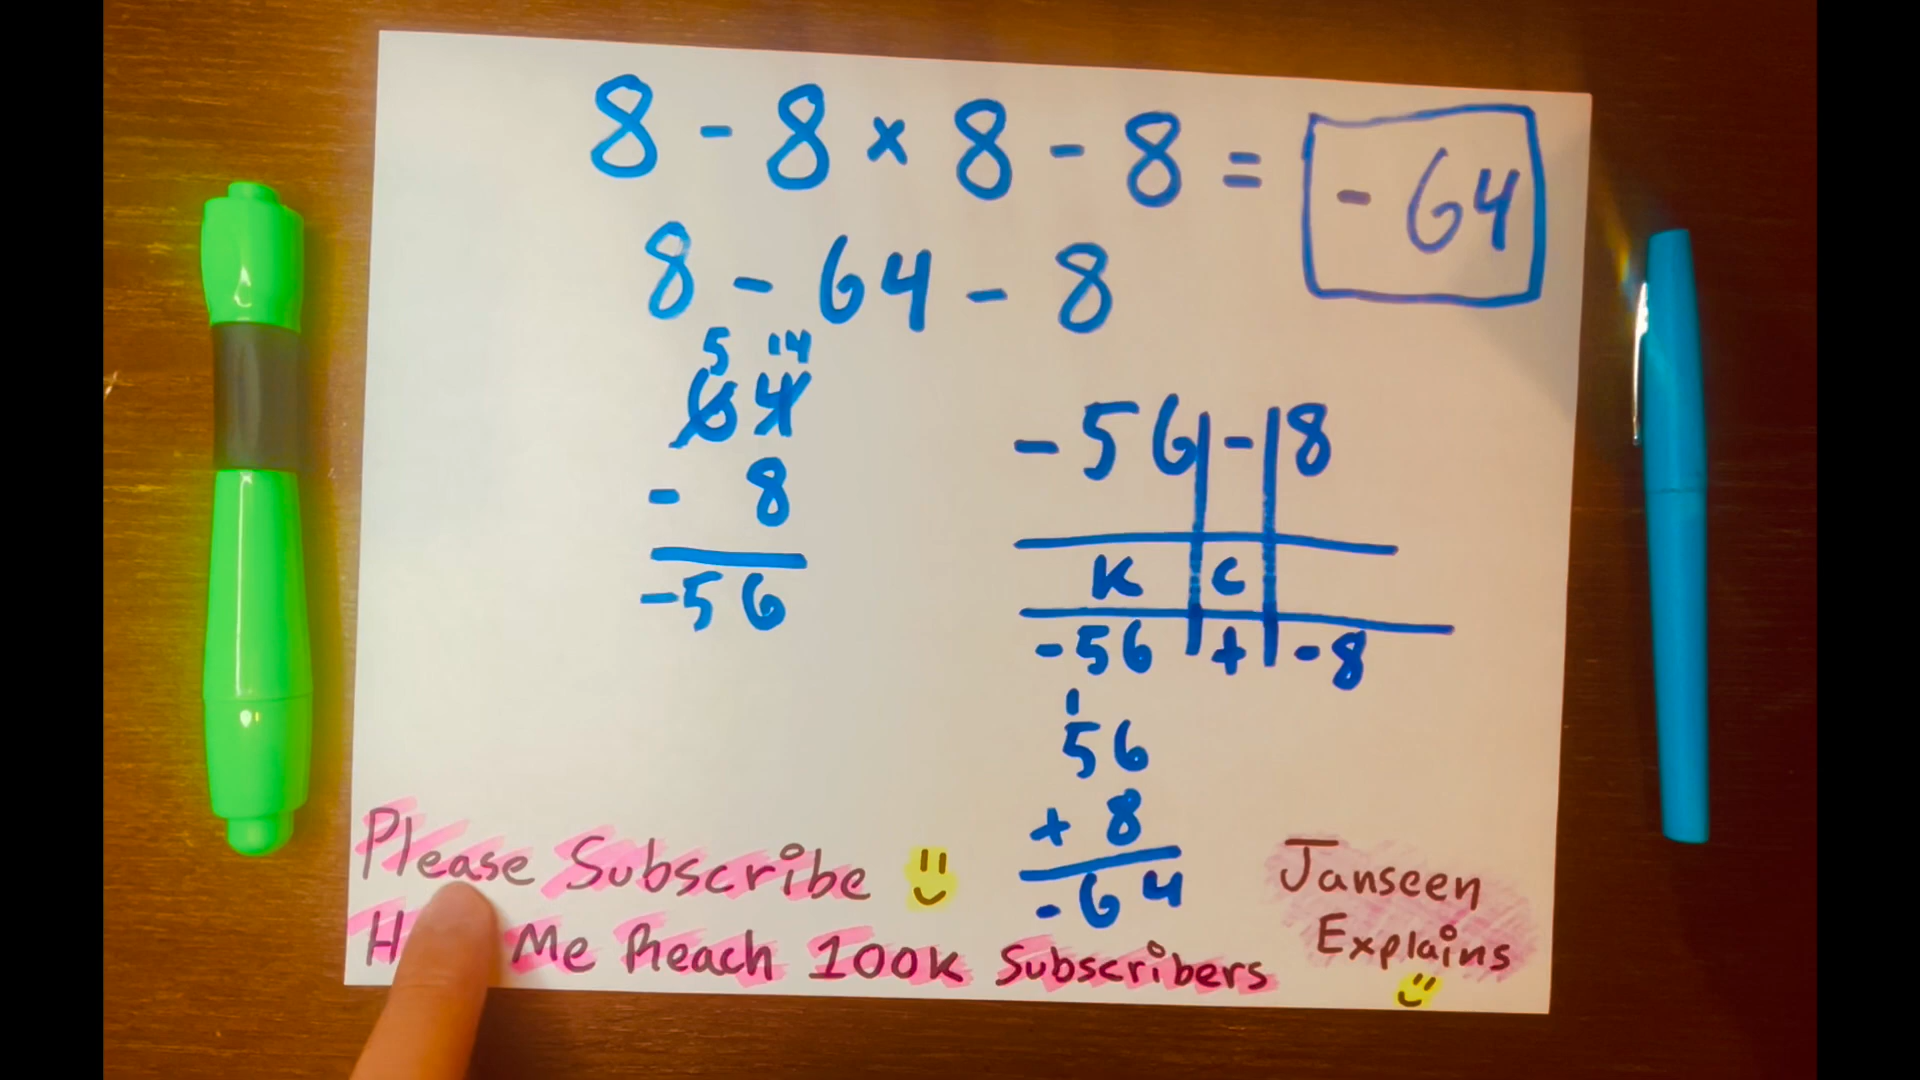 8 - 8 × 8 - 8 = - 64
8 - 64 - 8
5 14
64
- 8
-56
-56 - 8
K C
-56 + -8
1
56
+ 8
-64
Please Subscribe
Me Reach 100K Subscribers
Janseen
Explains